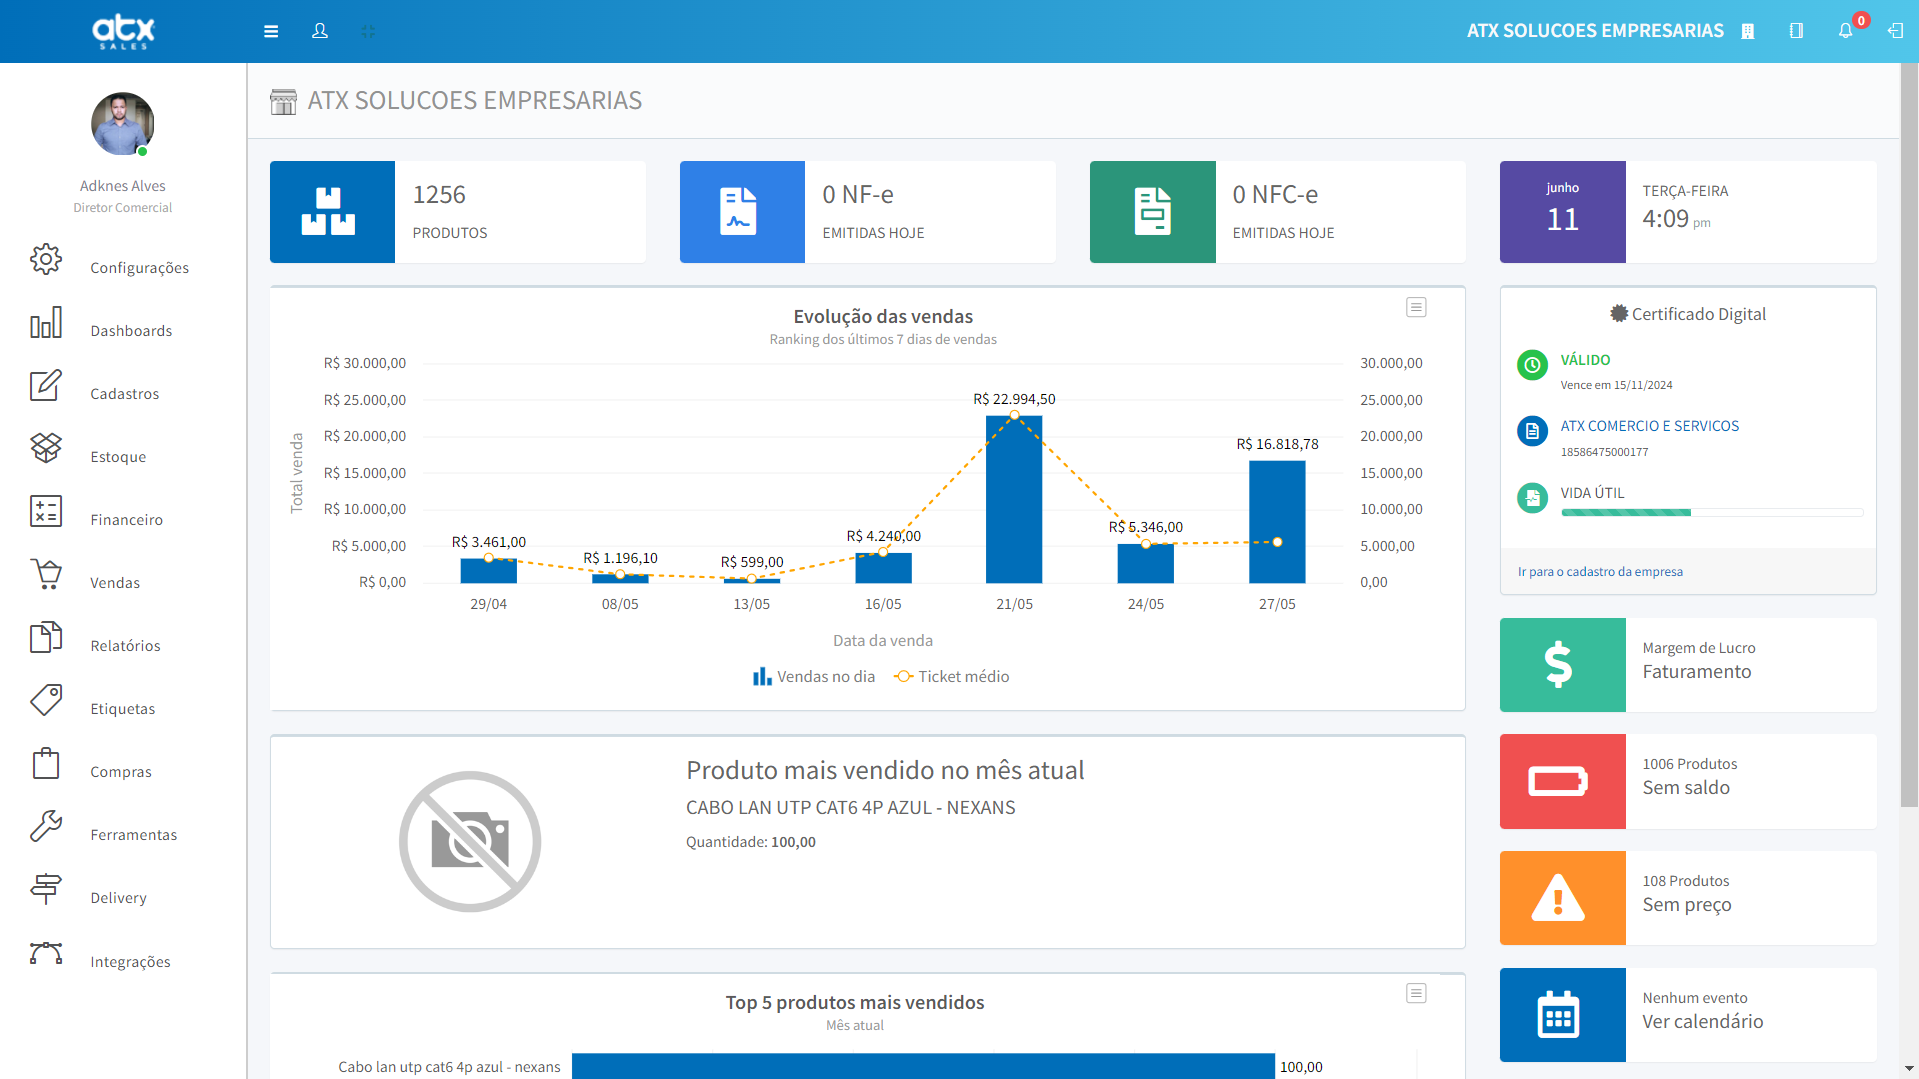 atx
SALES
ATX SOLUCOES EMPRESARIAS
0
Adknes Alves
Diretor Comercial
Configurações
Dashboards
Cadastros
Estoque
Financeiro
Vendas
Relatórios
Etiquetas
Compras
Ferramentas
Delivery
Integrações
ATX SOLUCOES EMPRESARIAS
1256
PRODUTOS
0 NF-e
EMITIDAS HOJE
0 NFC-e
EMITIDAS HOJE
junho
11
TERÇA-FEIRA
4:09 pm
Evolução das vendas
Ranking dos últimos 7 dias de vendas
Total venda
R$ 30.000,00
R$ 25.000,00
R$ 20.000,00
R$ 15.000,00
R$ 10.000,00
R$ 5.000,00
R$ 0,00
R$ 3.461,00
R$ 1.196,10
R$ 599,00
R$ 4.240,00
R$ 22.994,50
R$ 5.346,00
R$ 16.818,78
30.000,00
25.000,00
20.000,00
15.000,00
10.000,00
5.000,00
0,00
29/04
08/05
13/05
16/05
21/05
24/05
27/05
Data da venda
Vendas no dia
Ticket médio
Certificado Digital
VÁLIDO
Vence em 15/11/2024
ATX COMERCIO E SERVICOS
18586475000177
VIDA ÚTIL
Ir para o cadastro da empresa
Margem de Lucro
Faturamento
1006 Produtos
Sem saldo
108 Produtos
Sem preço
Nenhum evento
Ver calendário
Produto mais vendido no mês atual
CABO LAN UTP CAT6 4P AZUL - NEXANS
Quantidade: 100,00
Top 5 produtos mais vendidos
Mês atual
Cabo lan utp cat6 4p azul - nexans
100,00